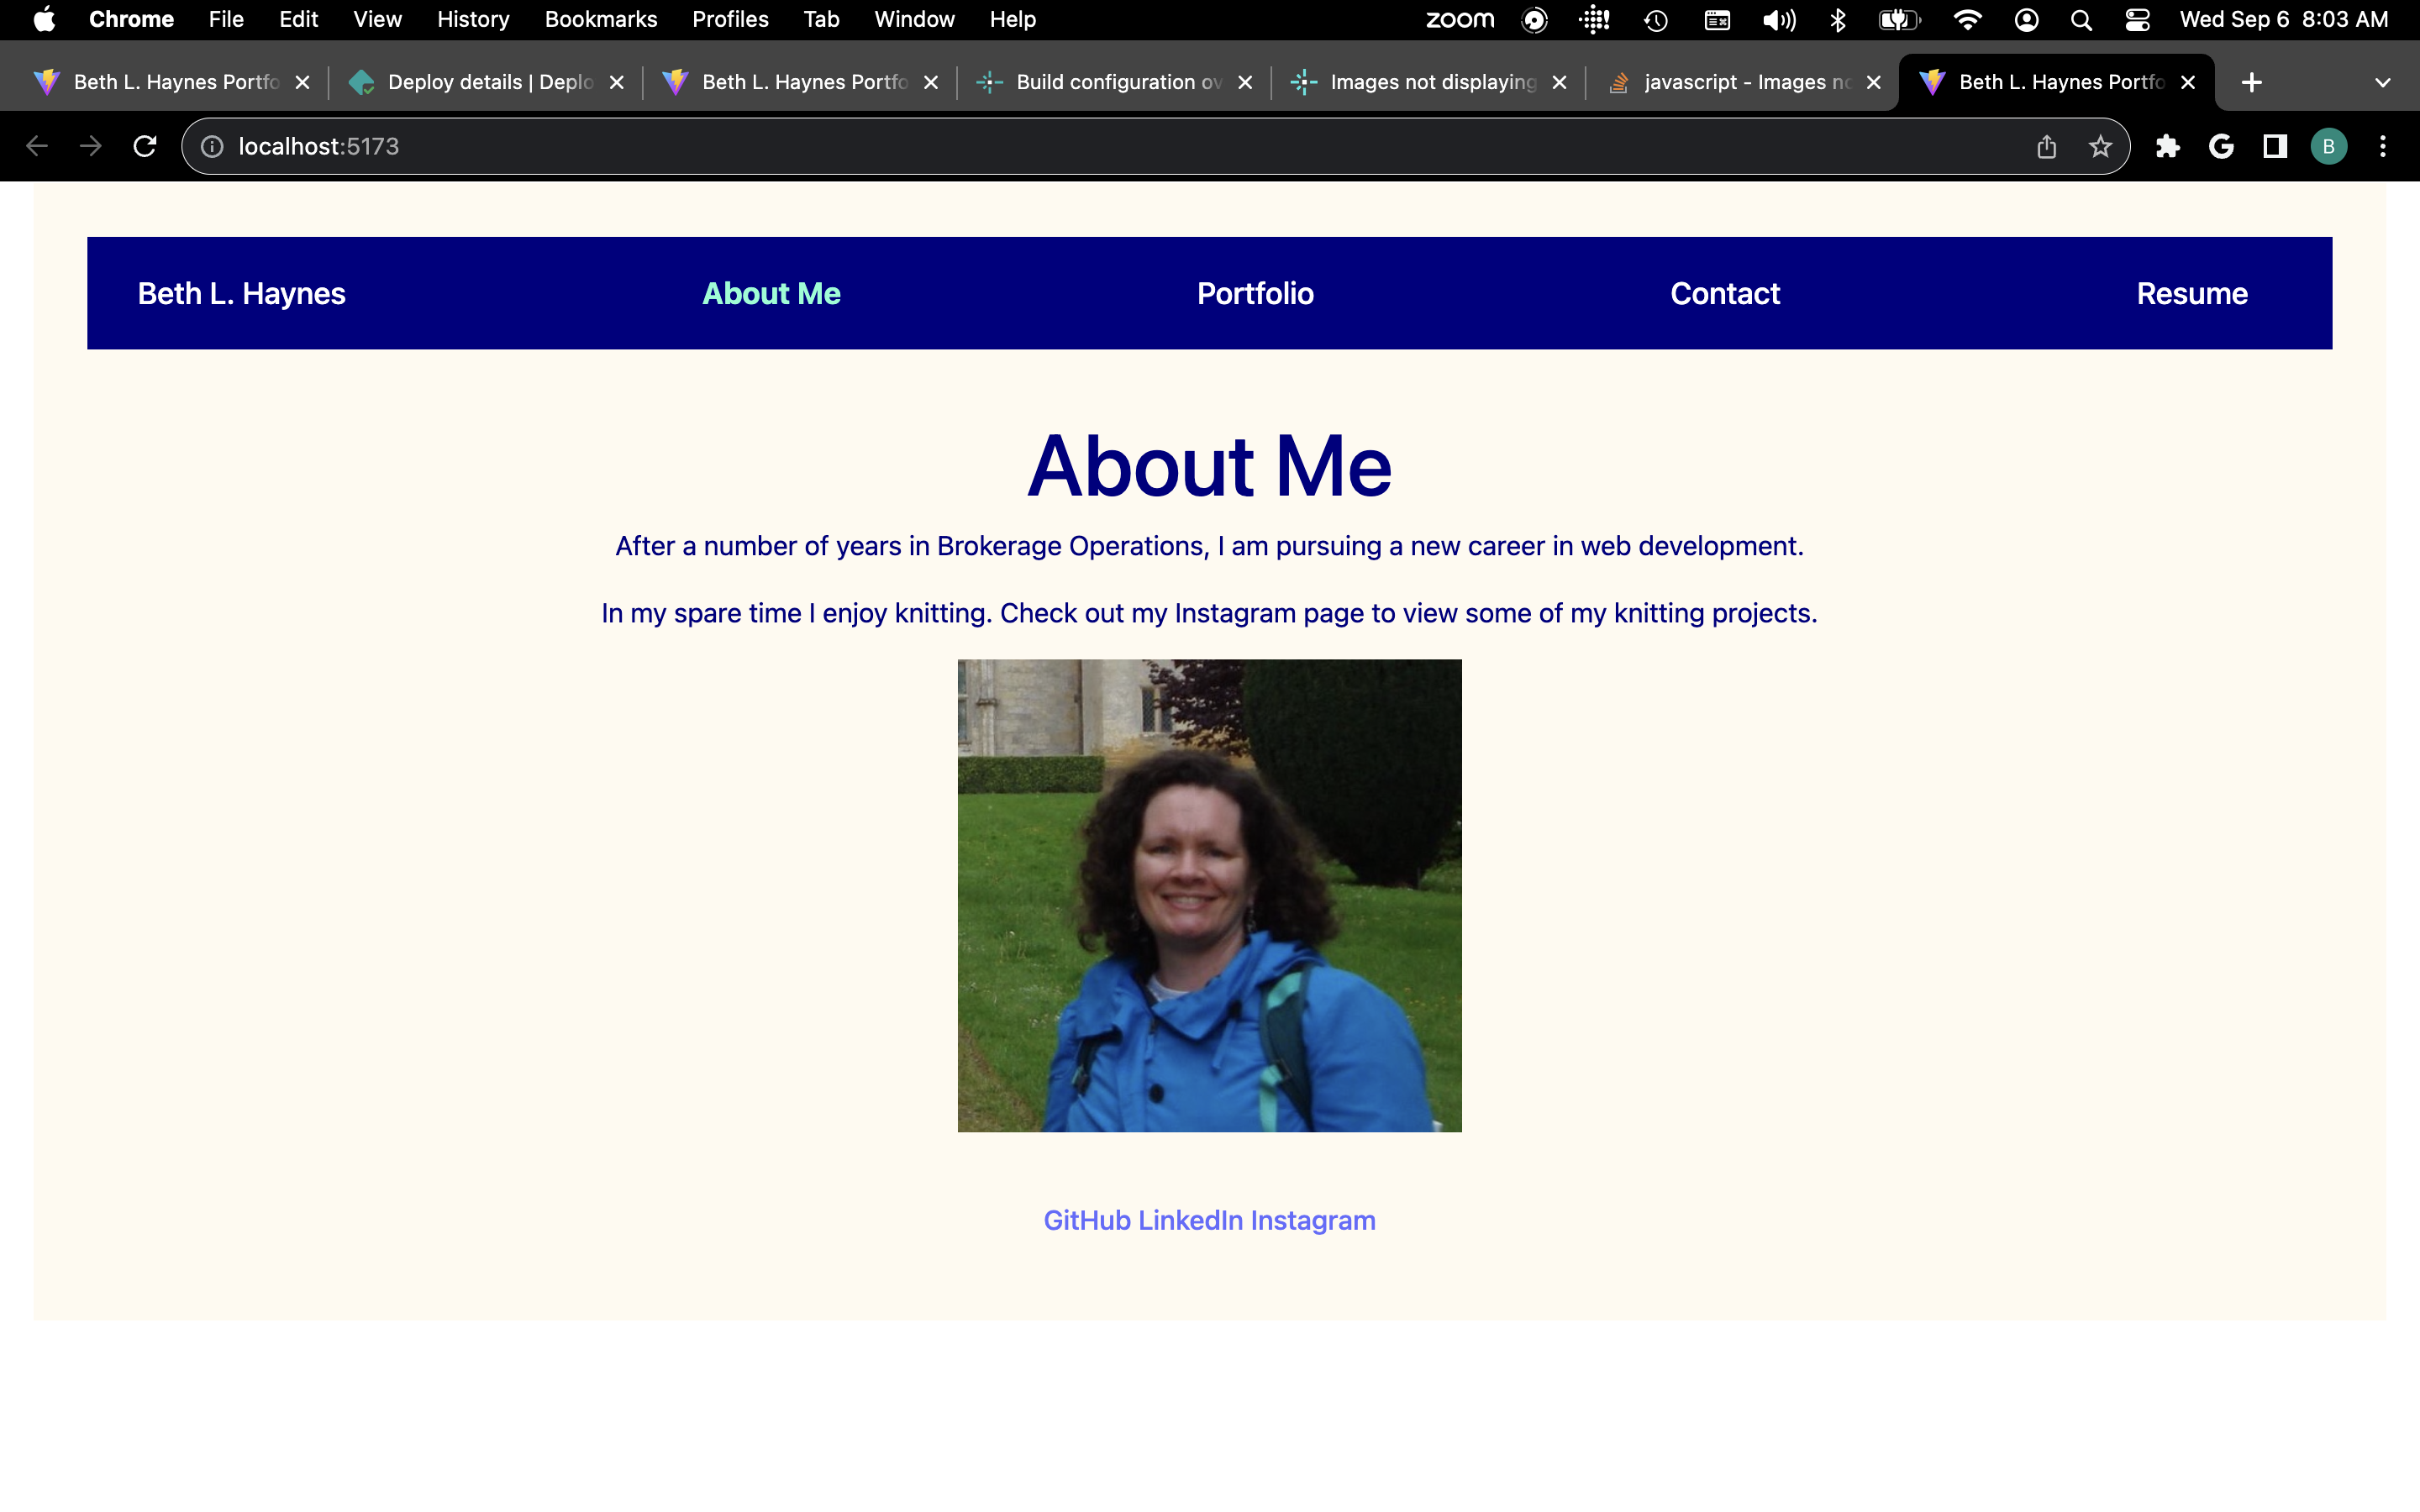 Chrome File Edit View History Bookmarks Profiles Tab Window Help zoom Wed Sep 6 8:03 AM
Beth L. Haynes Portfo Deploy details | Deplo Beth L. Haynes Portfo Build configuration ov Images not displaying javascript - Images no Beth L. Haynes Portfo
localhost:5173 B
Beth L. Haynes About Me Portfolio Contact Resume
About Me
After a number of years in Brokerage Operations, I am pursuing a new career in web development.
In my spare time I enjoy knitting. Check out my Instagram page to view some of my knitting projects.
GitHub LinkedIn Instagram